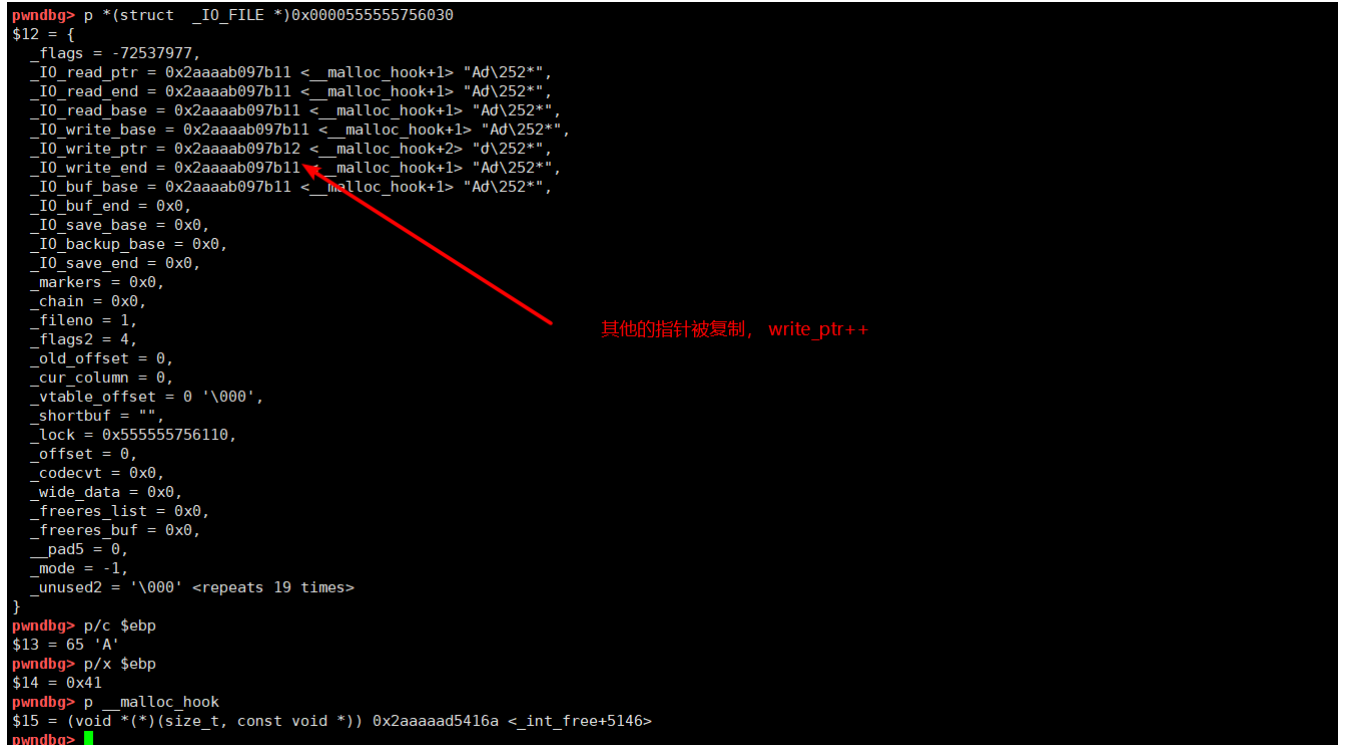 pwndbg> p *(struct  _IO_FILE *)0x0000555555756030
$12 = {
  _flags = -72537977,
  _IO_read_ptr = 0x2aaaab097b11 <__malloc_hook+1> "Ad\252*",
  _IO_read_end = 0x2aaaab097b11 <__malloc_hook+1> "Ad\252*",
  _IO_read_base = 0x2aaaab097b11 <__malloc_hook+1> "Ad\252*",
  _IO_write_base = 0x2aaaab097b11 <__malloc_hook+1> "Ad\252*",
  _IO_write_ptr = 0x2aaaab097b12 <__malloc_hook+2> "d\252*",
  _IO_write_end = 0x2aaaab097b11 <__malloc_hook+1> "Ad\252*",
  _IO_buf_base = 0x2aaaab097b11 <__malloc_hook+1> "Ad\252*",
  _IO_buf_end = 0x0,
  _IO_save_base = 0x0,
  _IO_backup_base = 0x0,
  _IO_save_end = 0x0,
  _markers = 0x0,
  _chain = 0x0,
  _fileno = 1,
其他的指针被复制， write_ptr++
  _flags2 = 4,
  _old_offset = 0,
  _cur_column = 0,
  _vtable_offset = 0 '\000',
  _shortbuf = "",
  _lock = 0x555555756110,
  _offset = 0,
  _codecvt = 0x0,
  _wide_data = 0x0,
  _freeres_list = 0x0,
  _freeres_buf = 0x0,
  __pad5 = 0,
  _mode = -1,
  _unused2 = '\000' <repeats 19 times>
}
pwndbg> p/c $ebp
$13 = 65 'A'
pwndbg> p/x $ebp
$14 = 0x41
pwndbg> p __malloc_hook
$15 = (void *(*)(size_t, const void *)) 0x2aaaaad5416a <_int_free+5146>
pwndbg>